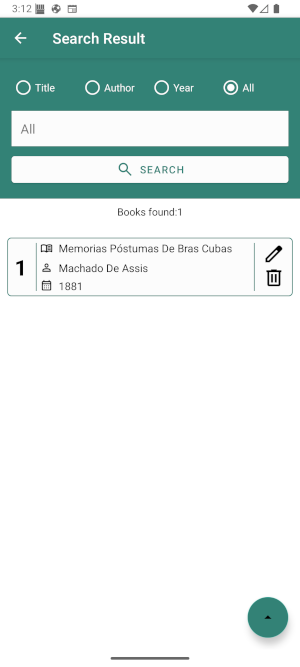 3:12
Search Result
Title Author Year All
All
SEARCH
Books found:1
1
Memorias Póstumas De Bras Cubas
Machado De Assis
1881